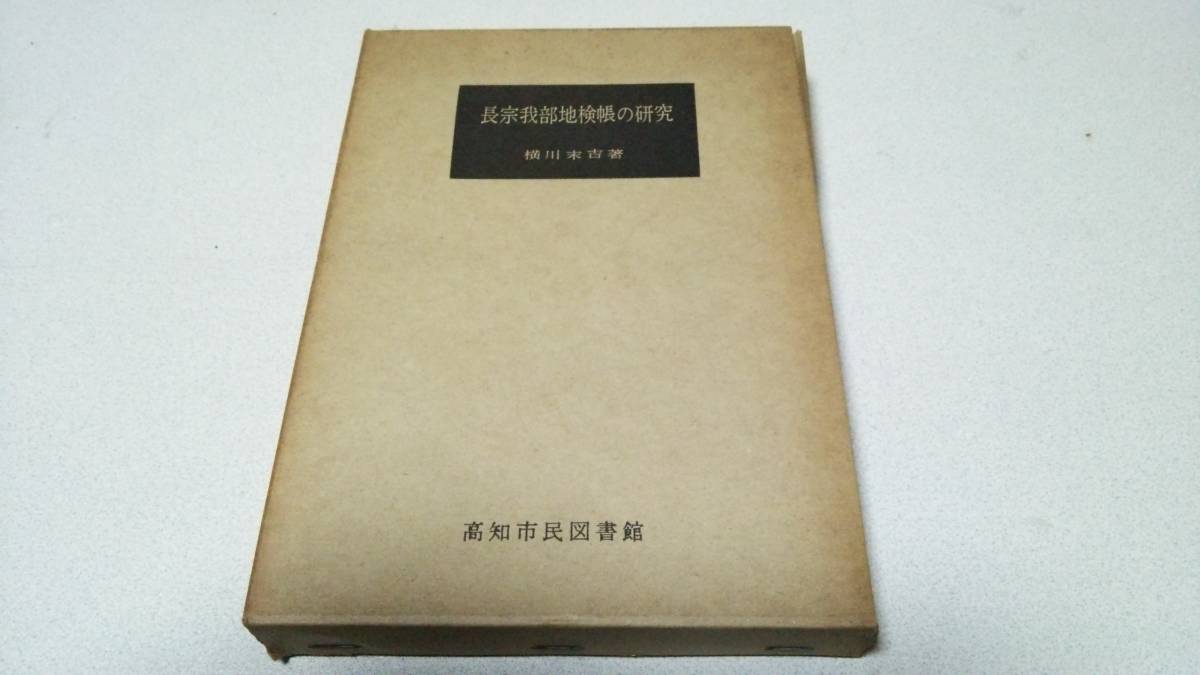 長宗我部地検帳の研究
横川末吉著
高知市民図書館